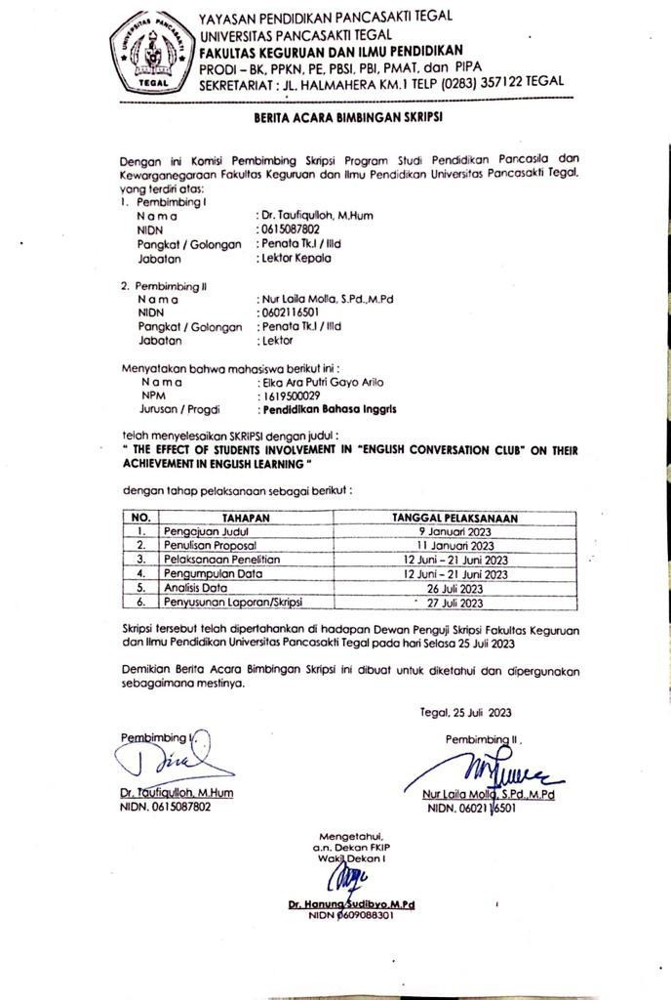 UNIVERSITAS PANCASAKTI
TEGAL
YAYASAN PENDIDIKAN PANCASAKTI TEGAL
UNIVERSITAS PANCASAKTI TEGAL
FAKULTAS KEGURUAN DAN ILMU PENDIDIKAN
PRODI – BK, PPKN, PE, PBSI, PBI, PMAT, dan PIPA
SEKRETARIAT : JL. HALMAHERA KM.1 TELP (0283) 357122 TEGAL
BERITA ACARA BIMBINGAN SKRIPSI
Dengan ini Komisi Pembimbing Skripsi Program Studi Pendidikan Pancasila dan
Kewarganegaraan Fakultas Keguruan dan Ilmu Pendidikan Universitas Pancasakti Tegal,
yang terdiri atas:
1. Pembimbing I
N a m a : Dr. Taufiqulloh, M.Hum
NIDN : 0615087802
Pangkat / Golongan : Penata Tk.I / IIId
Jabatan : Lektor Kepala
2. Pembimbing II
N a m a : Nur Laila Molla, S.Pd.,M.Pd
NIDN : 0602116501
Pangkat / Golongan : Penata Tk.I / IIId
Jabatan : Lektor
Menyatakan bahwa mahasiswa berikut ini :
N a m a : Elka Ara Putri Gayo Arilo
NPM : 1619500029
Jurusan / Progdi : Pendidikan Bahasa Inggris
telah menyelesaikan SKRIPSI dengan judul :
" THE EFFECT OF STUDENTS INVOLVEMENT IN "ENGLISH CONVERSATION CLUB" ON THEIR
ACHIEVEMENT IN ENGLISH LEARNING "
dengan tahap pelaksanaan sebagai berikut :
NO. TAHAPAN TANGGAL PELAKSANAAN
1. Pengajuan Judul 9 Januari 2023
2. Penulisan Proposal 11 Januari 2023
3. Pelaksanaan Penelitian 12 Juni – 21 Juni 2023
4. Pengumpulan Data 12 Juni – 21 Juni 2023
5. Analisis Data 26 Juli 2023
6. Penyusunan Laporan/Skripsi 27 Juli 2023
Skripsi tersebut telah dipertahankan di hadapan Dewan Penguji Skripsi Fakultas Keguruan
dan Ilmu Pendidikan Universitas Pancasakti Tegal pada hari Selasa 25 Juli 2023
Demikian Berita Acara Bimbingan Skripsi ini dibuat untuk diketahui dan dipergunakan
sebagaimana mestinya.
Tegal, 25 Juli 2023
Pembimbing I,
Dr. Taufiqulloh, M.Hum
NIDN. 0615087802
Pembimbing II ,
Nur Laila Molla, S.Pd.,M.Pd
NIDN. 0602116501
Mengetahui,
a.n. Dekan FKIP
Wakil Dekan I
Dr. Hanung Sudibyo,M.Pd
NIDN 0609088301